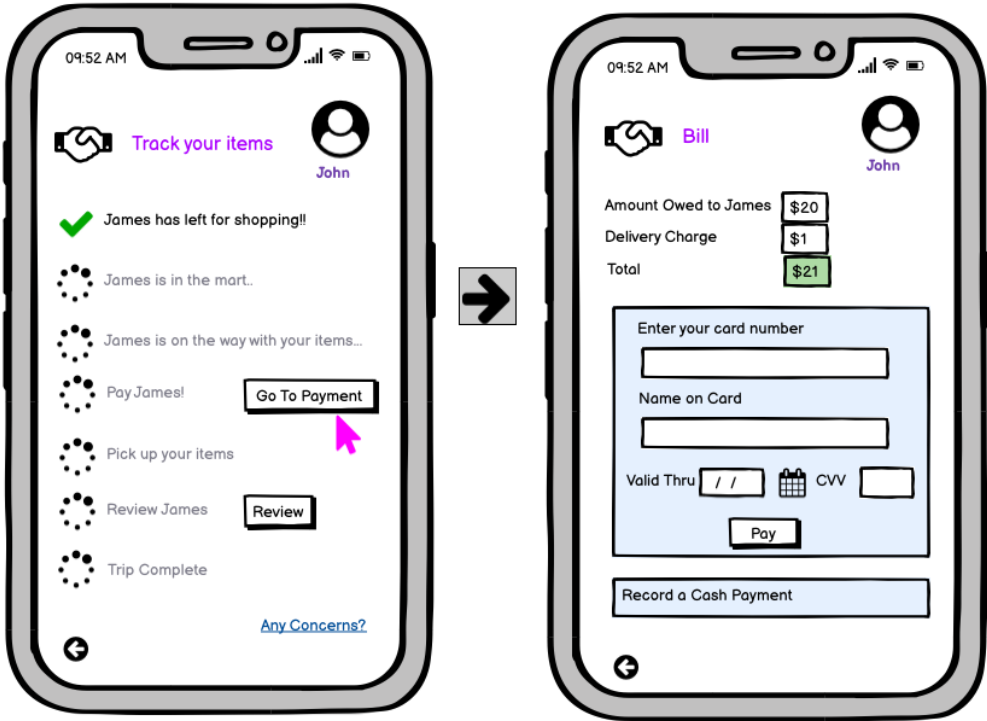 09:52 AM
Track your items
John
James has left for shopping!!
James is in the mart..
James is on the way with your items...
Pay James!
Go To Payment
Pick up your items
Review James
Review
Trip Complete
Any Concerns?
09:52 AM
Bill
John
Amount Owed to James $20
Delivery Charge $1
Total $21
Enter your card number
Name on Card
Valid Thru / / CVV
Pay
Record a Cash Payment